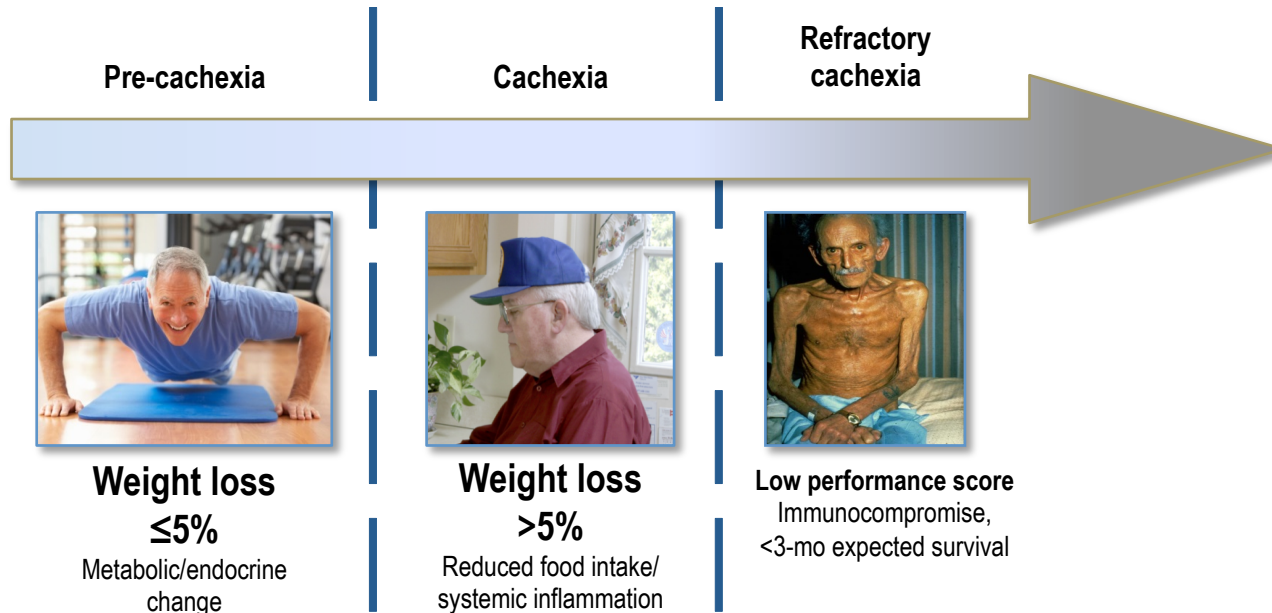 Pre-cachexia
Cachexia
Refractory
cachexia
Weight loss
≤5%
Metabolic/endocrine
change
Weight loss
>5%
Reduced food intake/
systemic inflammation
Low performance score
Immunocompromise,
<3-mo expected survival